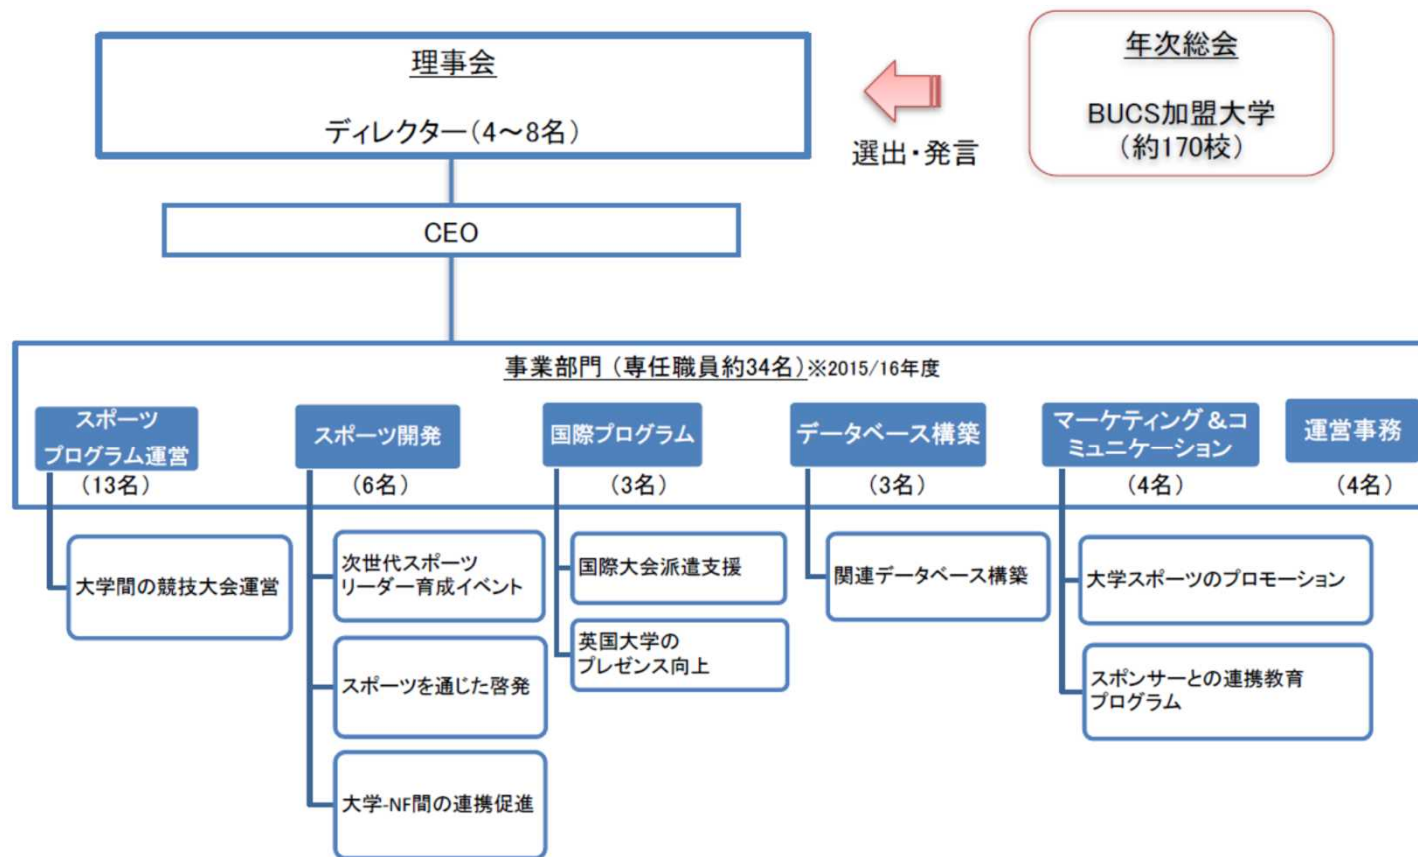 理事会
ディレクター(4～8名)
選出・発言
年次総会
BUCS加盟大学
(約170校)
CEO
事業部門 (専任職員約34名)※2015/16年度
スポーツ
プログラム運営
(13名)
スポーツ開発
(6名)
国際プログラム
(3名)
データベース構築
(3名)
マーケティング&コ
ミュニケーション
(4名)
運営事務
(4名)
大学間の競技大会運営
次世代スポーツ
リーダー育成イベント
スポーツを通じた啓発
大学-NF間の連携促進
国際大会派遣支援
英国大学の
プレゼンス向上
関連データベース構築
大学スポーツのプロモーション
スポンサーとの連携教育
プログラム